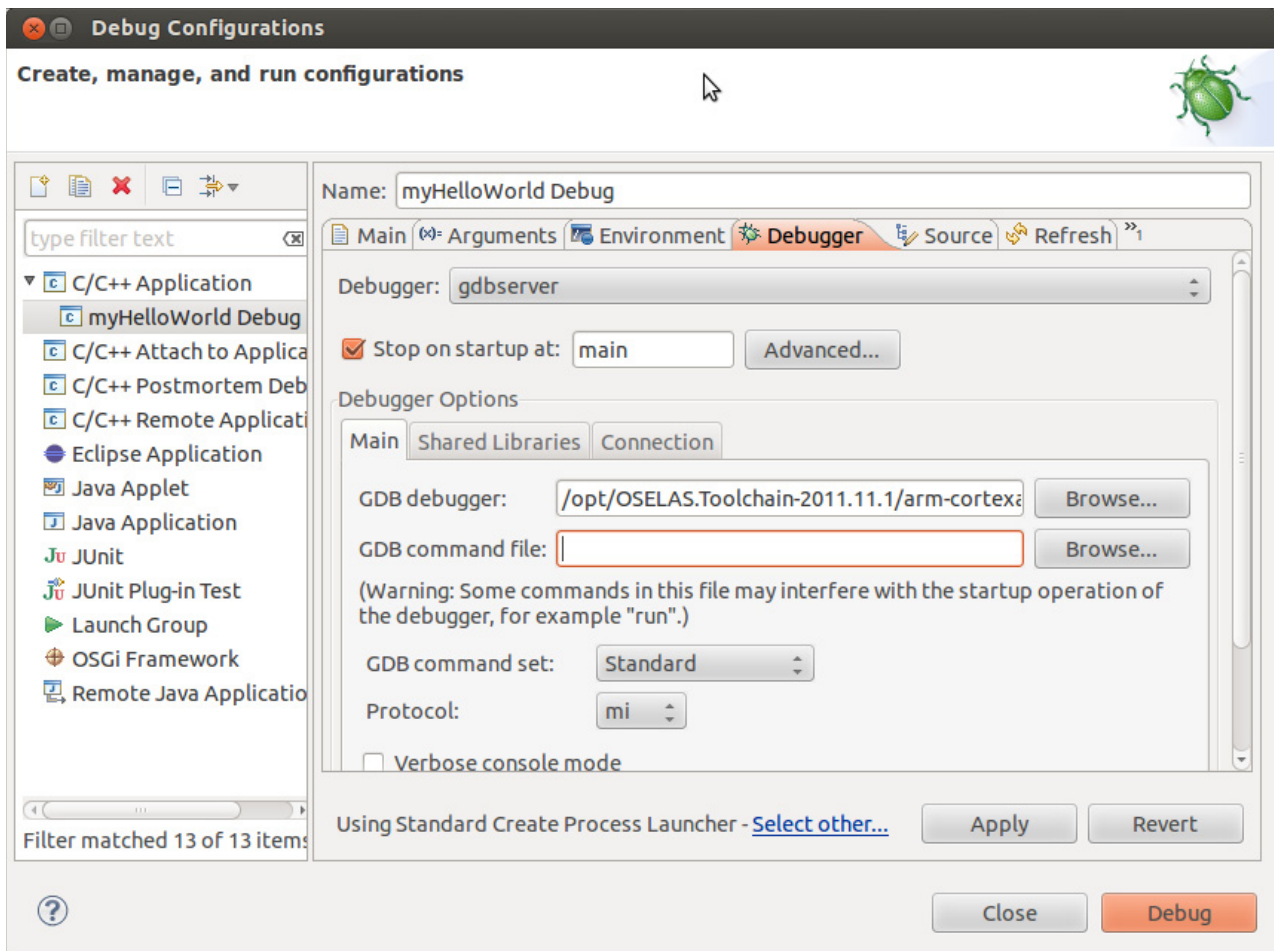 Debug Configurations
Create, manage, and run configurations
type filter text
C/C++ Application
myHelloWorld Debug
C/C++ Attach to Applica
C/C++ Postmortem Deb
C/C++ Remote Applicati
Eclipse Application
Java Applet
Java Application
JUnit
JUnit Plug-in Test
Launch Group
OSGi Framework
Remote Java Applicatio
Filter matched 13 of 13 items
Name: myHelloWorld Debug
Main Arguments Environment Debugger Source Refresh »1
Debugger: gdbserver
Stop on startup at: main Advanced...
Debugger Options
Main Shared Libraries Connection
GDB debugger: /opt/OSELAS.Toolchain-2011.11.1/arm-cortexa Browse...
GDB command file: Browse...
(Warning: Some commands in this file may interfere with the startup operation of
the debugger, for example "run".)
GDB command set: Standard
Protocol: mi
Verbose console mode
Using Standard Create Process Launcher - Select other... Apply Revert
? Close Debug